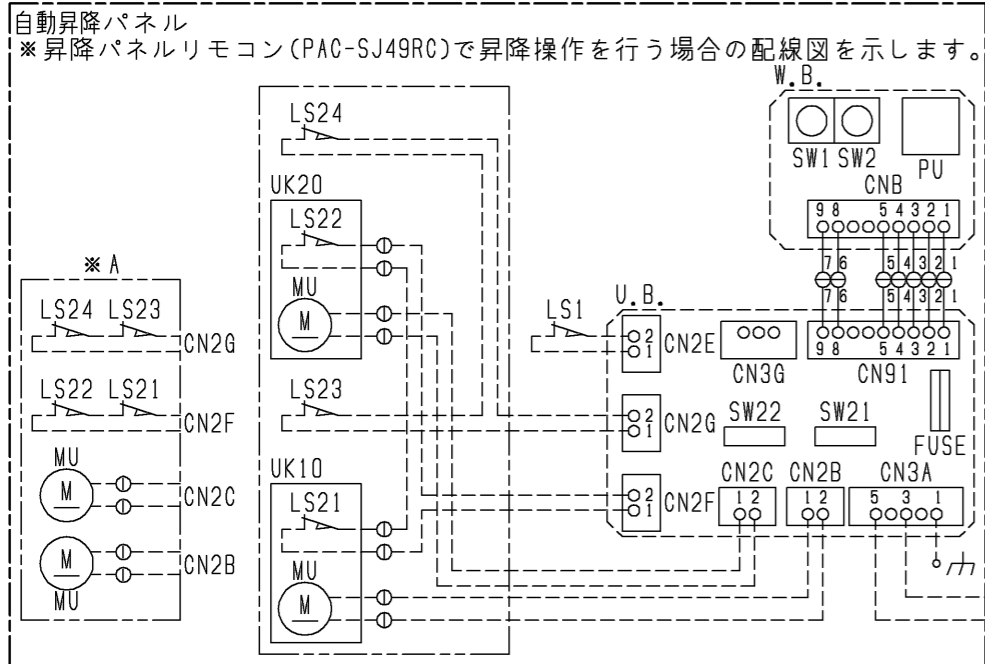 自動昇降パネル
※昇降パネルリモコン(PAC-SJ49RC)で昇降操作を行う場合の配線図を示します。
W.B.
SW1 SW2
PU
CNB
9 8 5 4 3 2 1
7 6 5 4 3 2 1
7 6 5 4 3 2 1
LS24
UK20
LS22
MU
M
※A
LS24 LS23
CN2G
LS22 LS21
CN2F
MU
M
CN2C
M
CN2B
MU
LS23
UK10
LS21
MU
M
LS1
U.B.
2
1
CN2E
CN3G
9 8 5 4 3 2 1
CN91
2
1
CN2G
SW22
SW21
FUSE
2
1
CN2F
CN2C
1 2
CN2B
1 2
CN3A
5 3 1